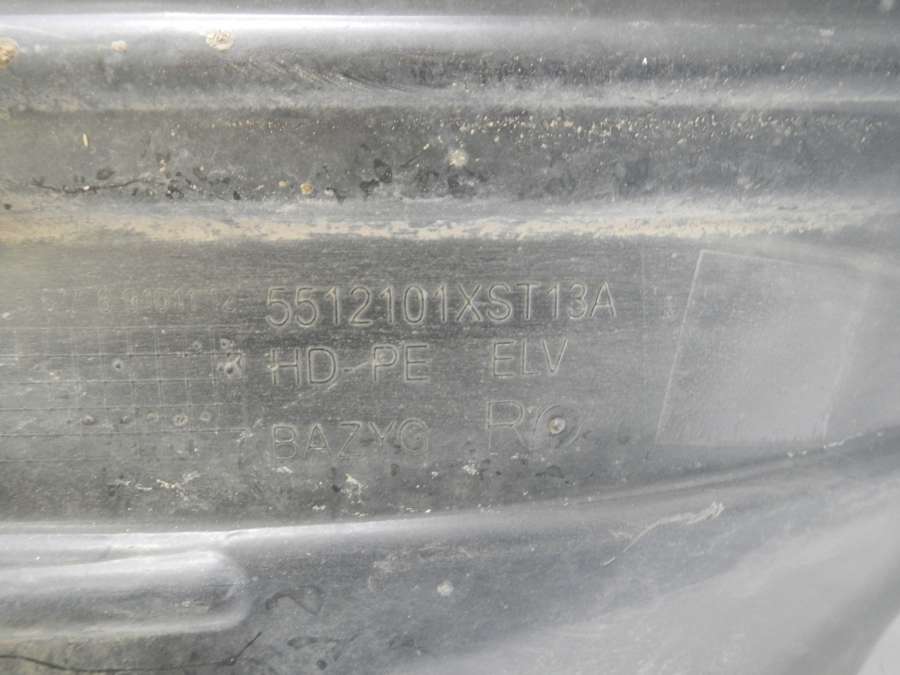 5512101XST13A
HD-PE ELV
BAZYG R